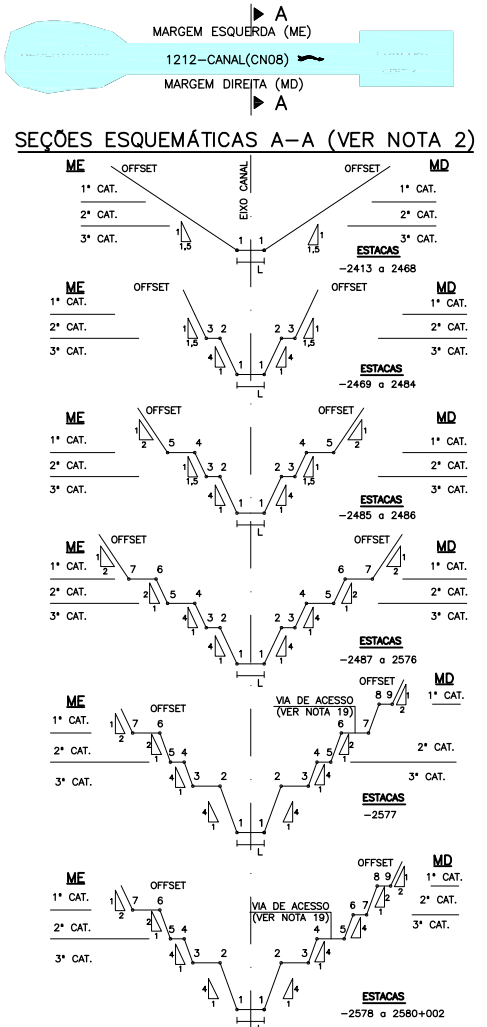 A
MARGEM ESQUERDA (ME)
1212-CANAL(CN08)
MARGEM DIREITA (MD)
A
SEÇÕES ESQUEMÁTICAS A-A (VER NOTA 2)
ME OFFSET EIXO CANAL OFFSET MD
1ª CAT. 1ª CAT.
2ª CAT. 2ª CAT.
3ª CAT. 1 1,5 1 1 1 1,5 3ª CAT.
L
ESTACAS
-2413 a 2468
ME OFFSET OFFSET MD
1ª CAT. 1ª CAT.
2ª CAT. 1 1,5 3 2 2 3 1 1,5 2ª CAT.
3ª CAT. 4 1 4 1 3ª CAT.
1 1
L
ESTACAS
-2469 a 2484
ME OFFSET OFFSET MD
1ª CAT. 1 2 5 4 4 5 1 2 1ª CAT.
2ª CAT. 1 1,5 3 2 2 3 1 1,5 2ª CAT.
3ª CAT. 4 1 4 1 3ª CAT.
1 1
L
ESTACAS
-2485 a 2486
ME OFFSET OFFSET MD
1ª CAT. 1 2 7 6 6 7 1 2 1ª CAT.
2ª CAT. 2 1 5 4 4 5 2 1 2ª CAT.
3ª CAT. 4 1 3 2 2 3 4 1 3ª CAT.
4 1 1 1 4 1
L
ESTACAS
-2487 a 2576
ME OFFSET VIA DE ACESSO (VER NOTA 19) OFFSET MD
1ª CAT. 1 2 7 6 6 7 8 9 1 2 1ª CAT.
2ª CAT. 2 1 5 4 4 5 2 1 2ª CAT.
3ª CAT. 4 1 3 2 2 3 4 1 3ª CAT.
4 1 1 1 4 1
L
ESTACAS
-2577
ME OFFSET OFFSET MD
1ª CAT. 1 2 7 6 VIA DE ACESSO (VER NOTA 19) 6 7 8 9 1 2 1ª CAT.
2ª CAT. 2 1 5 4 4 5 1 2 2ª CAT.
3ª CAT. 4 1 3 2 2 3 4 1 4 3ª CAT.
4 1 1 1 4 1
L
ESTACAS
-2578 a 2580+002